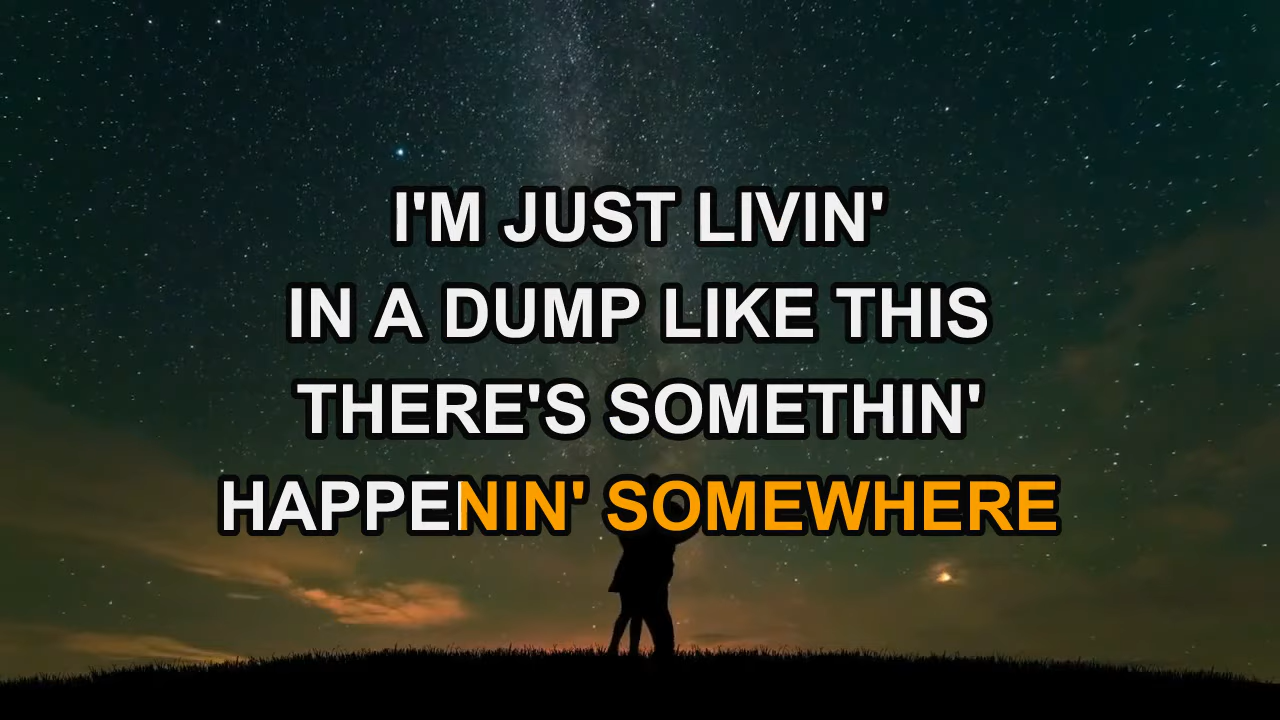 I'M JUST LIVIN'
IN A DUMP LIKE THIS
THERE'S SOMETHIN'
HAPPENIN' SOMEWHERE